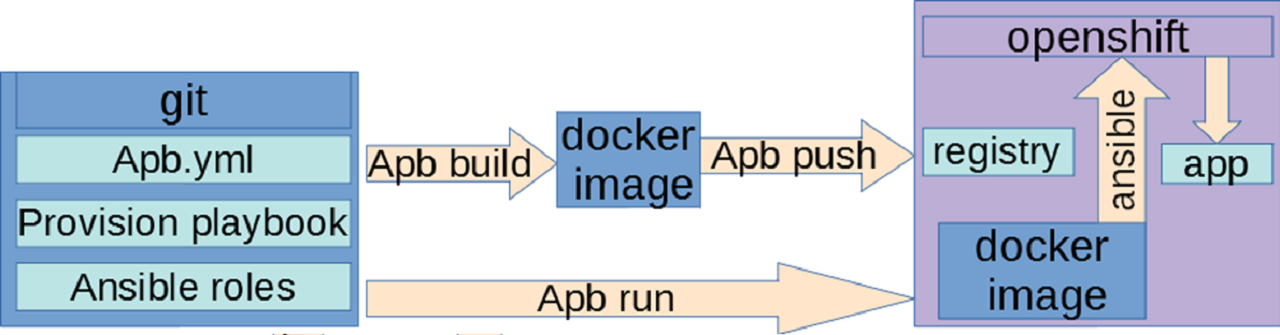 git
Apb.yml
Provision playbook
Ansible roles
Apb build
docker
image
Apb push
Apb run
openshift
registry
ansible
app
docker
image